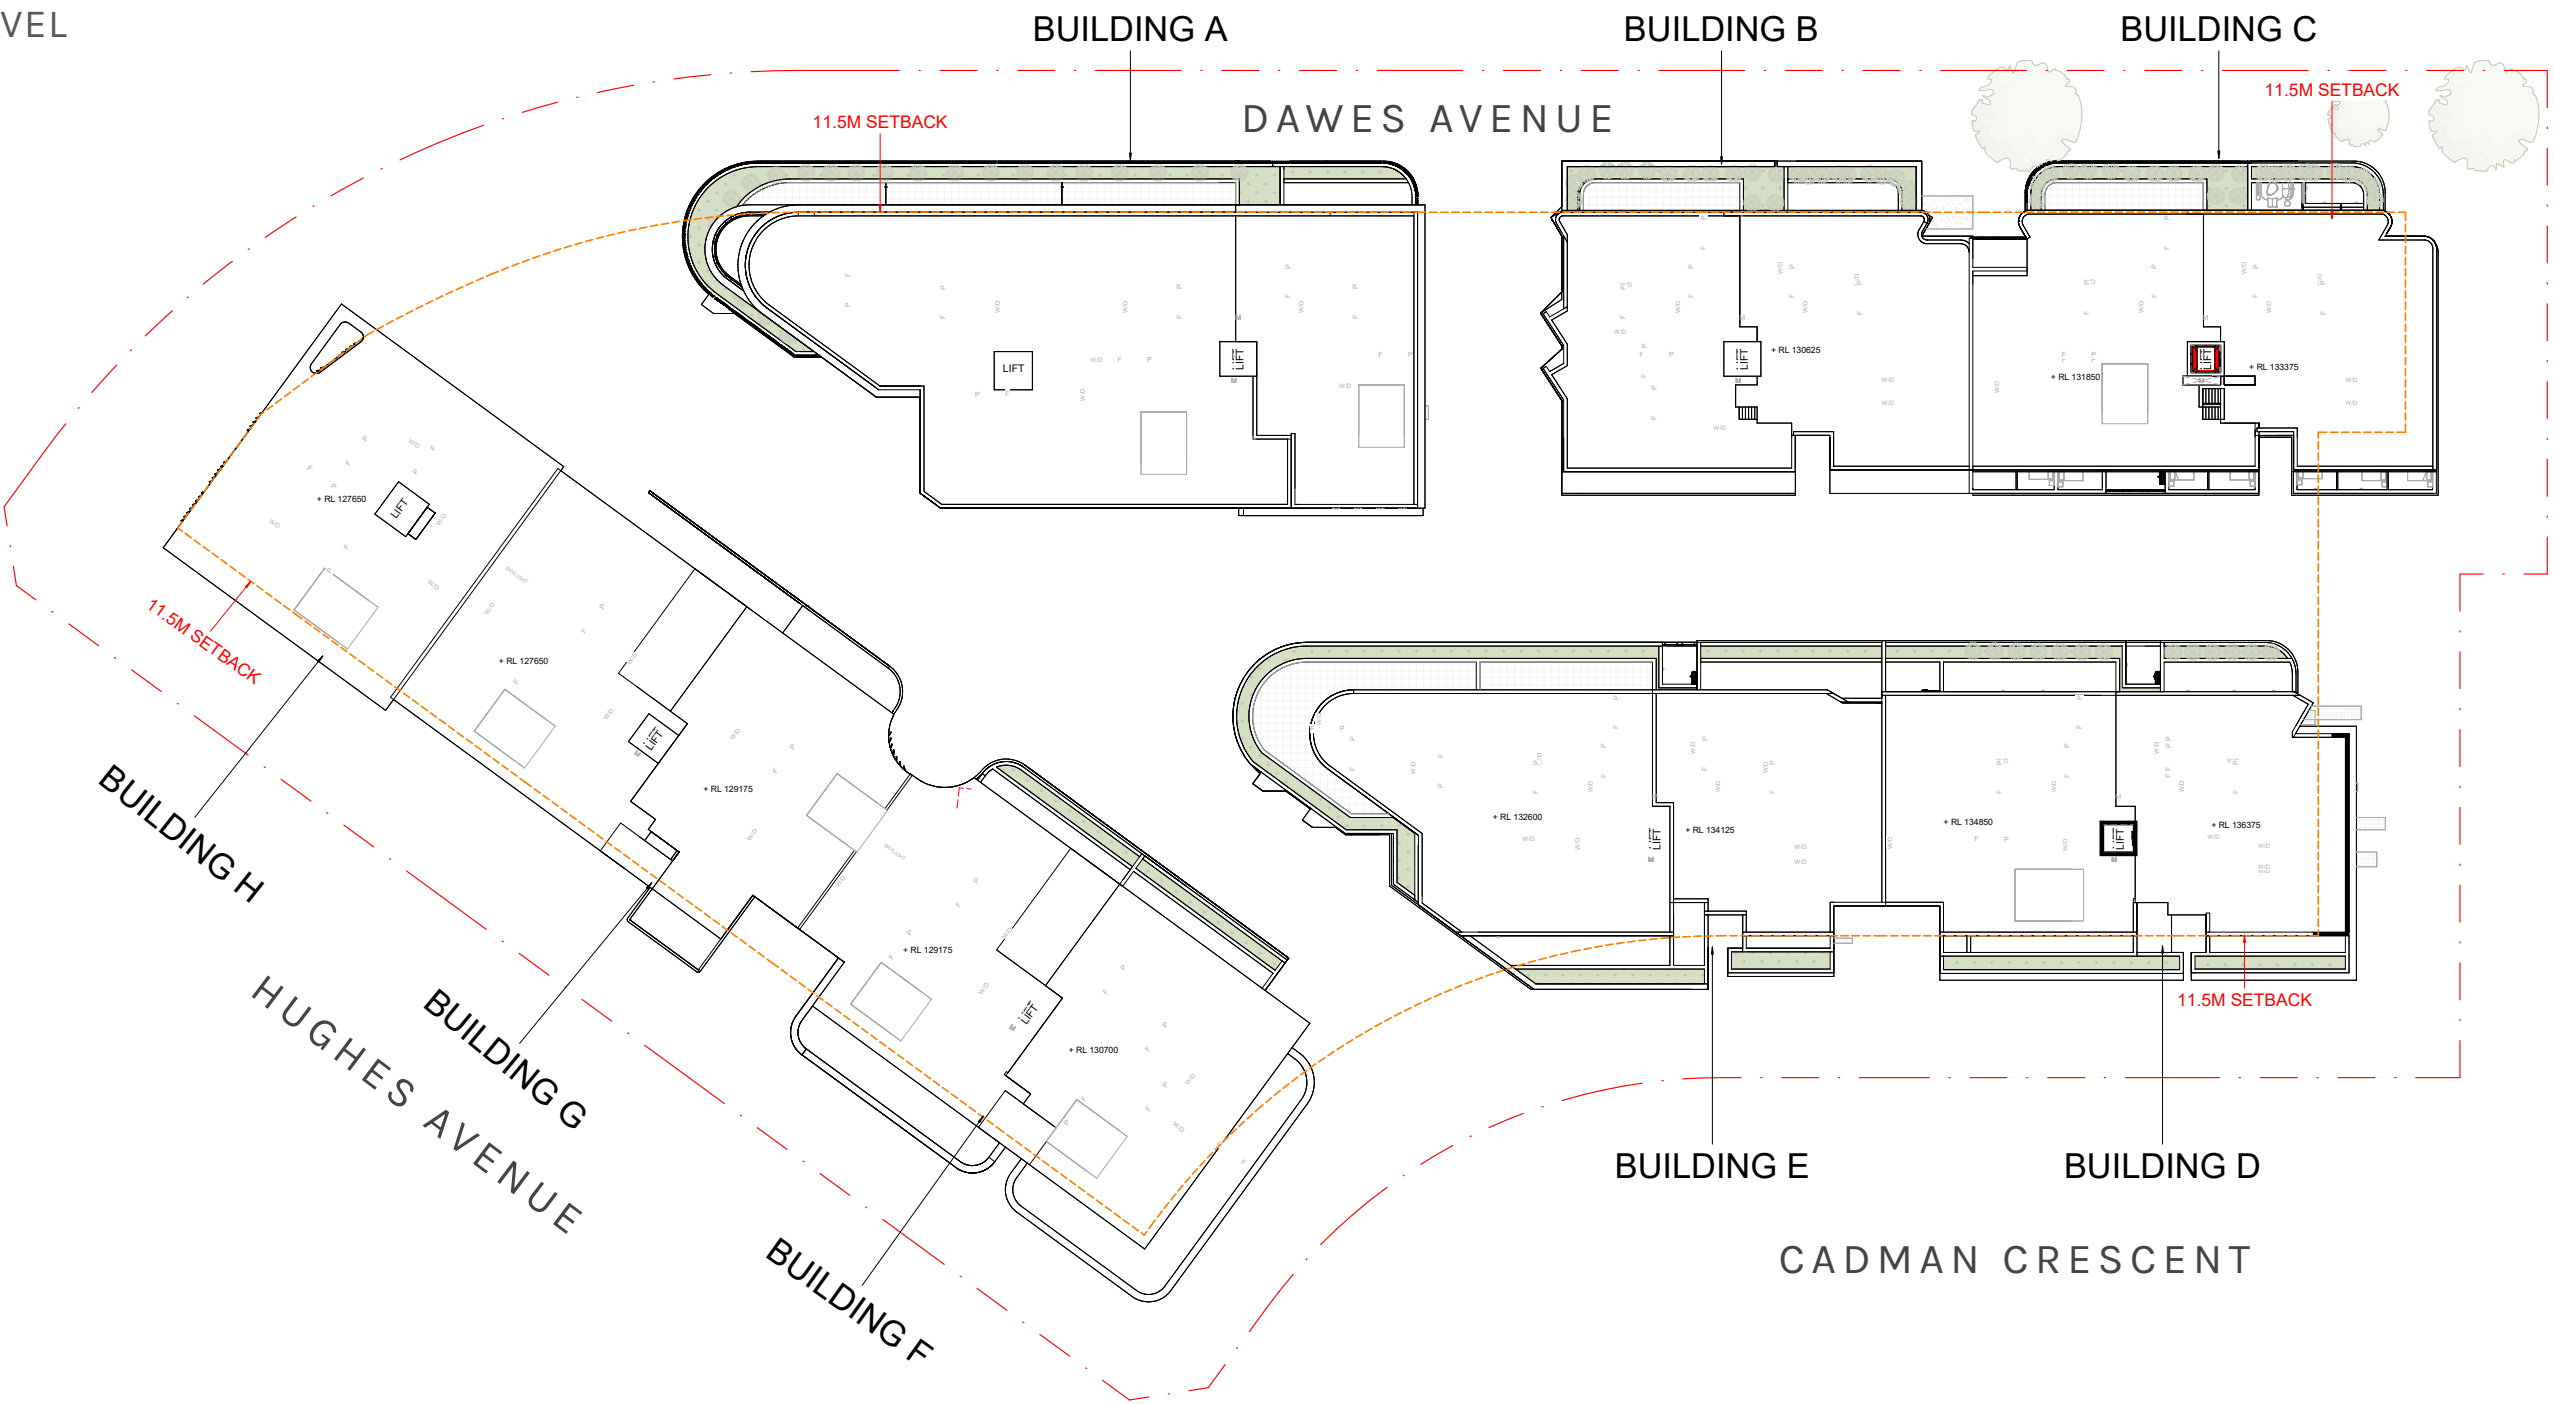 VEL
BUILDING A
BUILDING B
BUILDING C
11.5M SETBACK
DAWES AVENUE
11.5M SETBACK
LIFT
LIFT
LIFT
+ RL 130625
LIFT
+ RL 131850
+ RL 133375
+ RL 127650
LIFT
11.5M SETBACK
SKYLIGHT
+ RL 127650
LIFT
+ RL 129175
BUILDING H
SKYLIGHT
+ RL 132600
LIFT
+ RL 134125
+ RL 134850
LIFT
+ RL 136375
+ RL 129175
LIFT
+ RL 130700
11.5M SETBACK
HUGHES AVENUE
BUILDING G
BUILDING F
BUILDING E
BUILDING D
CADMAN CRESCENT